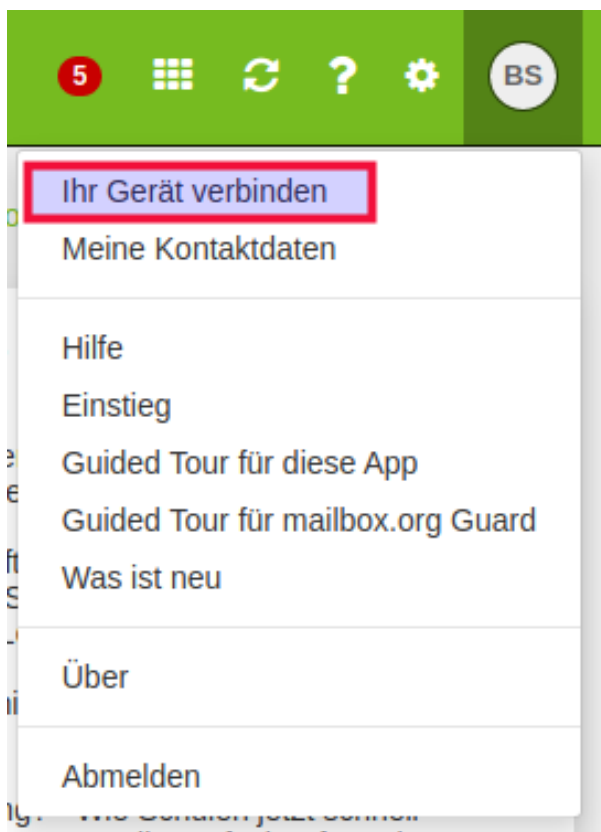 5 ? BS
Ihr Gerät verbinden
Meine Kontaktdaten
Hilfe
Einstieg
Guided Tour für diese App
Guided Tour für mailbox.org Guard
Was ist neu
Über
Abmelden